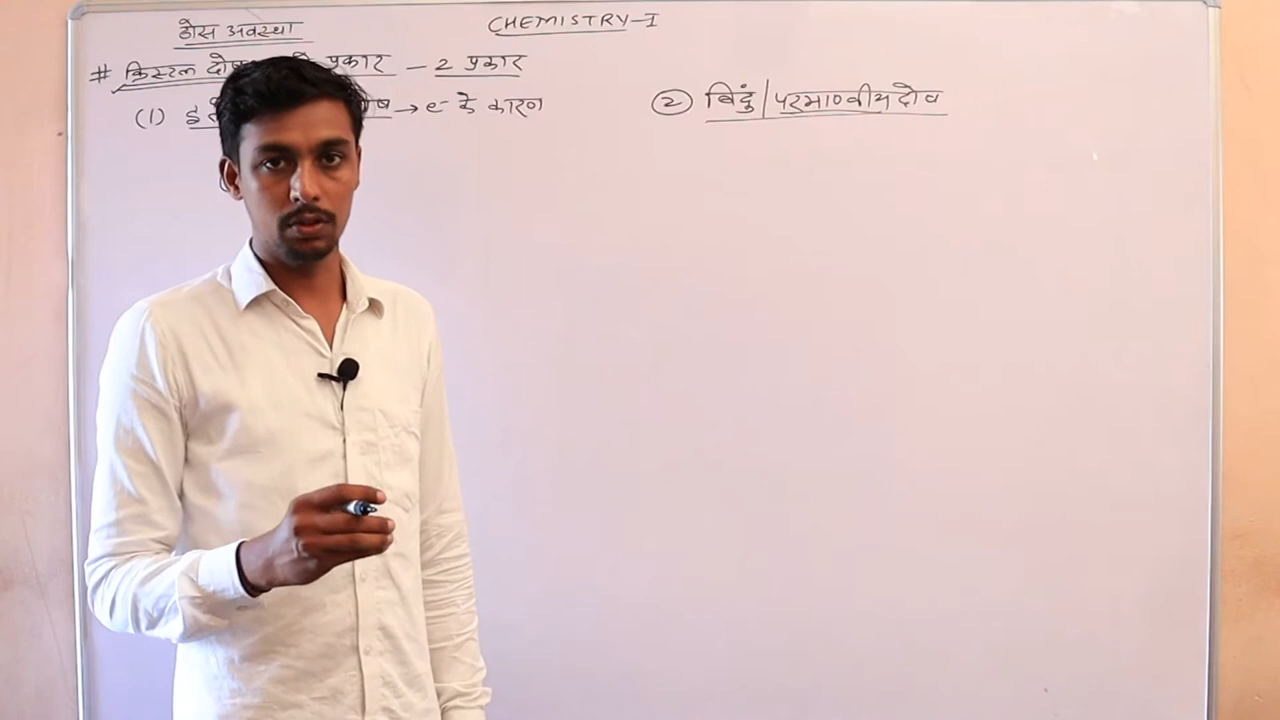 ठोस अवस्था
CHEMISTRY-I
# क्रिस्टल प्रकार - 2 प्रकार
(1) → e- के कारण
② बिंदु/परमाण्वीय दोष